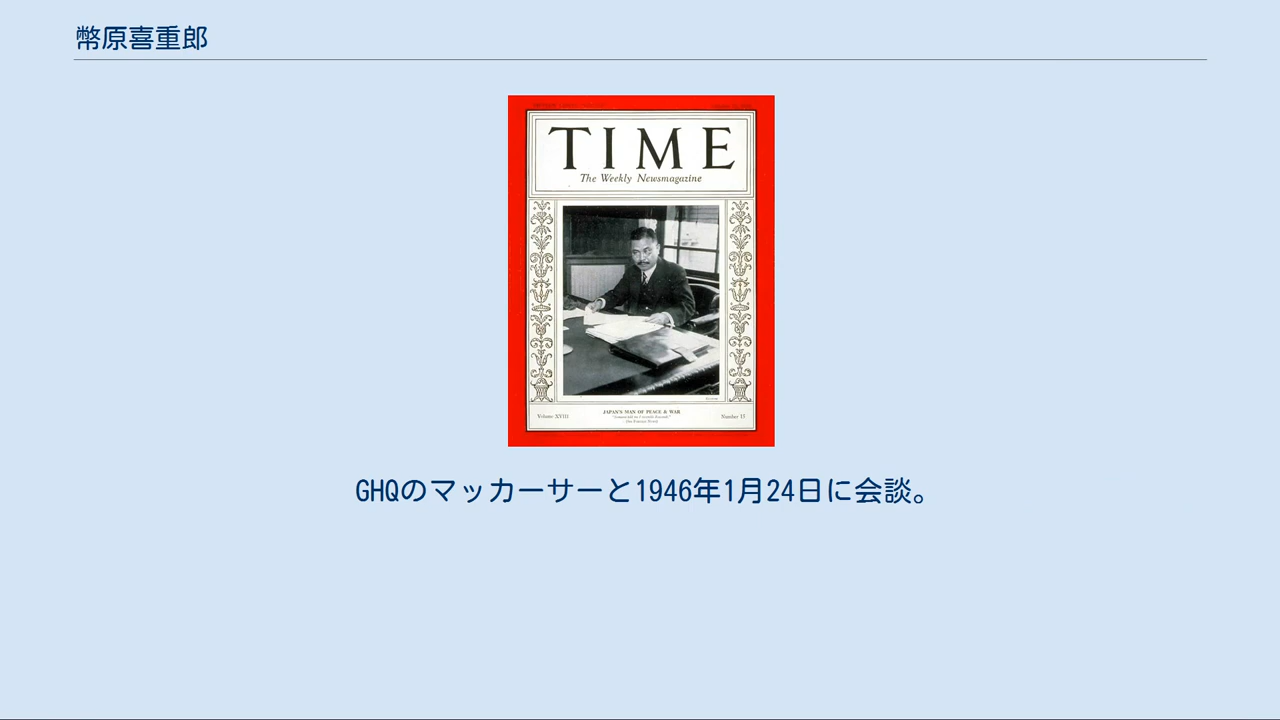 幣原喜重郎
TIME
The Weekly Newsmagazine
Volume XVIII
JAPAN'S MAN OF PEACE & WAR
Number 15
GHQのマッカーサーと1946年1月24日に会談。